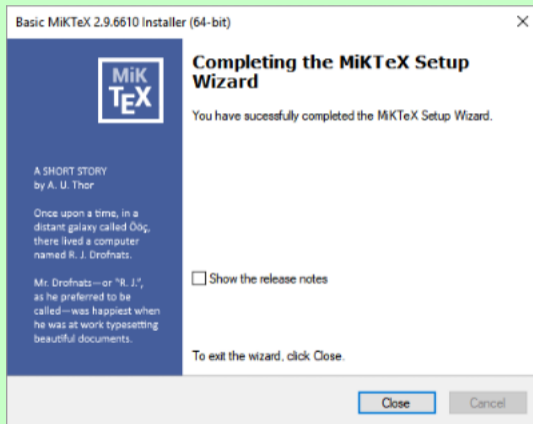 Basic MiKTeX 2.9.6610 Installer (64-bit)
MiK
TEX
Completing the MiKTeX Setup
Wizard
You have sucessfully completed the MiKTeX Setup Wizard.
A SHORT STORY
by A. U. Thor
Once upon a time, in a
distant galaxy called Ööç,
there lived a computer
named R. J. Drofnats.
Mr. Drofnats—or "R. J.",
as he preferred to be
called—was happiest when
he was at work typesetting
beautiful documents.
Show the release notes
To exit the wizard, click Close.
Close
Cancel